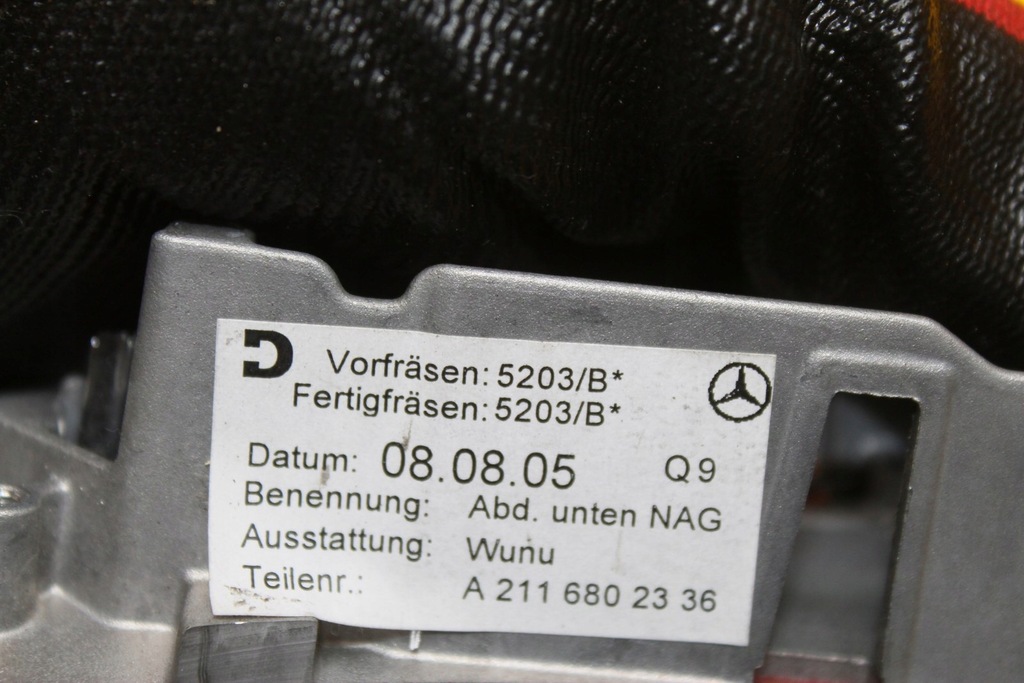 D
Vorfräsen: 5203/B*
Fertigfräsen: 5203/B*
Datum: 08.08.05 Q9
Benennung: Abd. unten NAG
Ausstattung: Wunu
Teilenr.: A 211 680 23 36